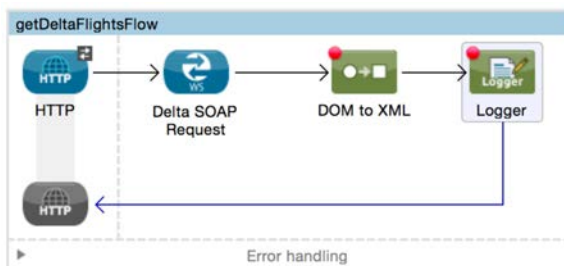 getDeltaFlightsFlow
HTTP
WS
Logger
HTTP
Delta SOAP
Request
DOM to XML
Logger
HTTP
Error handling